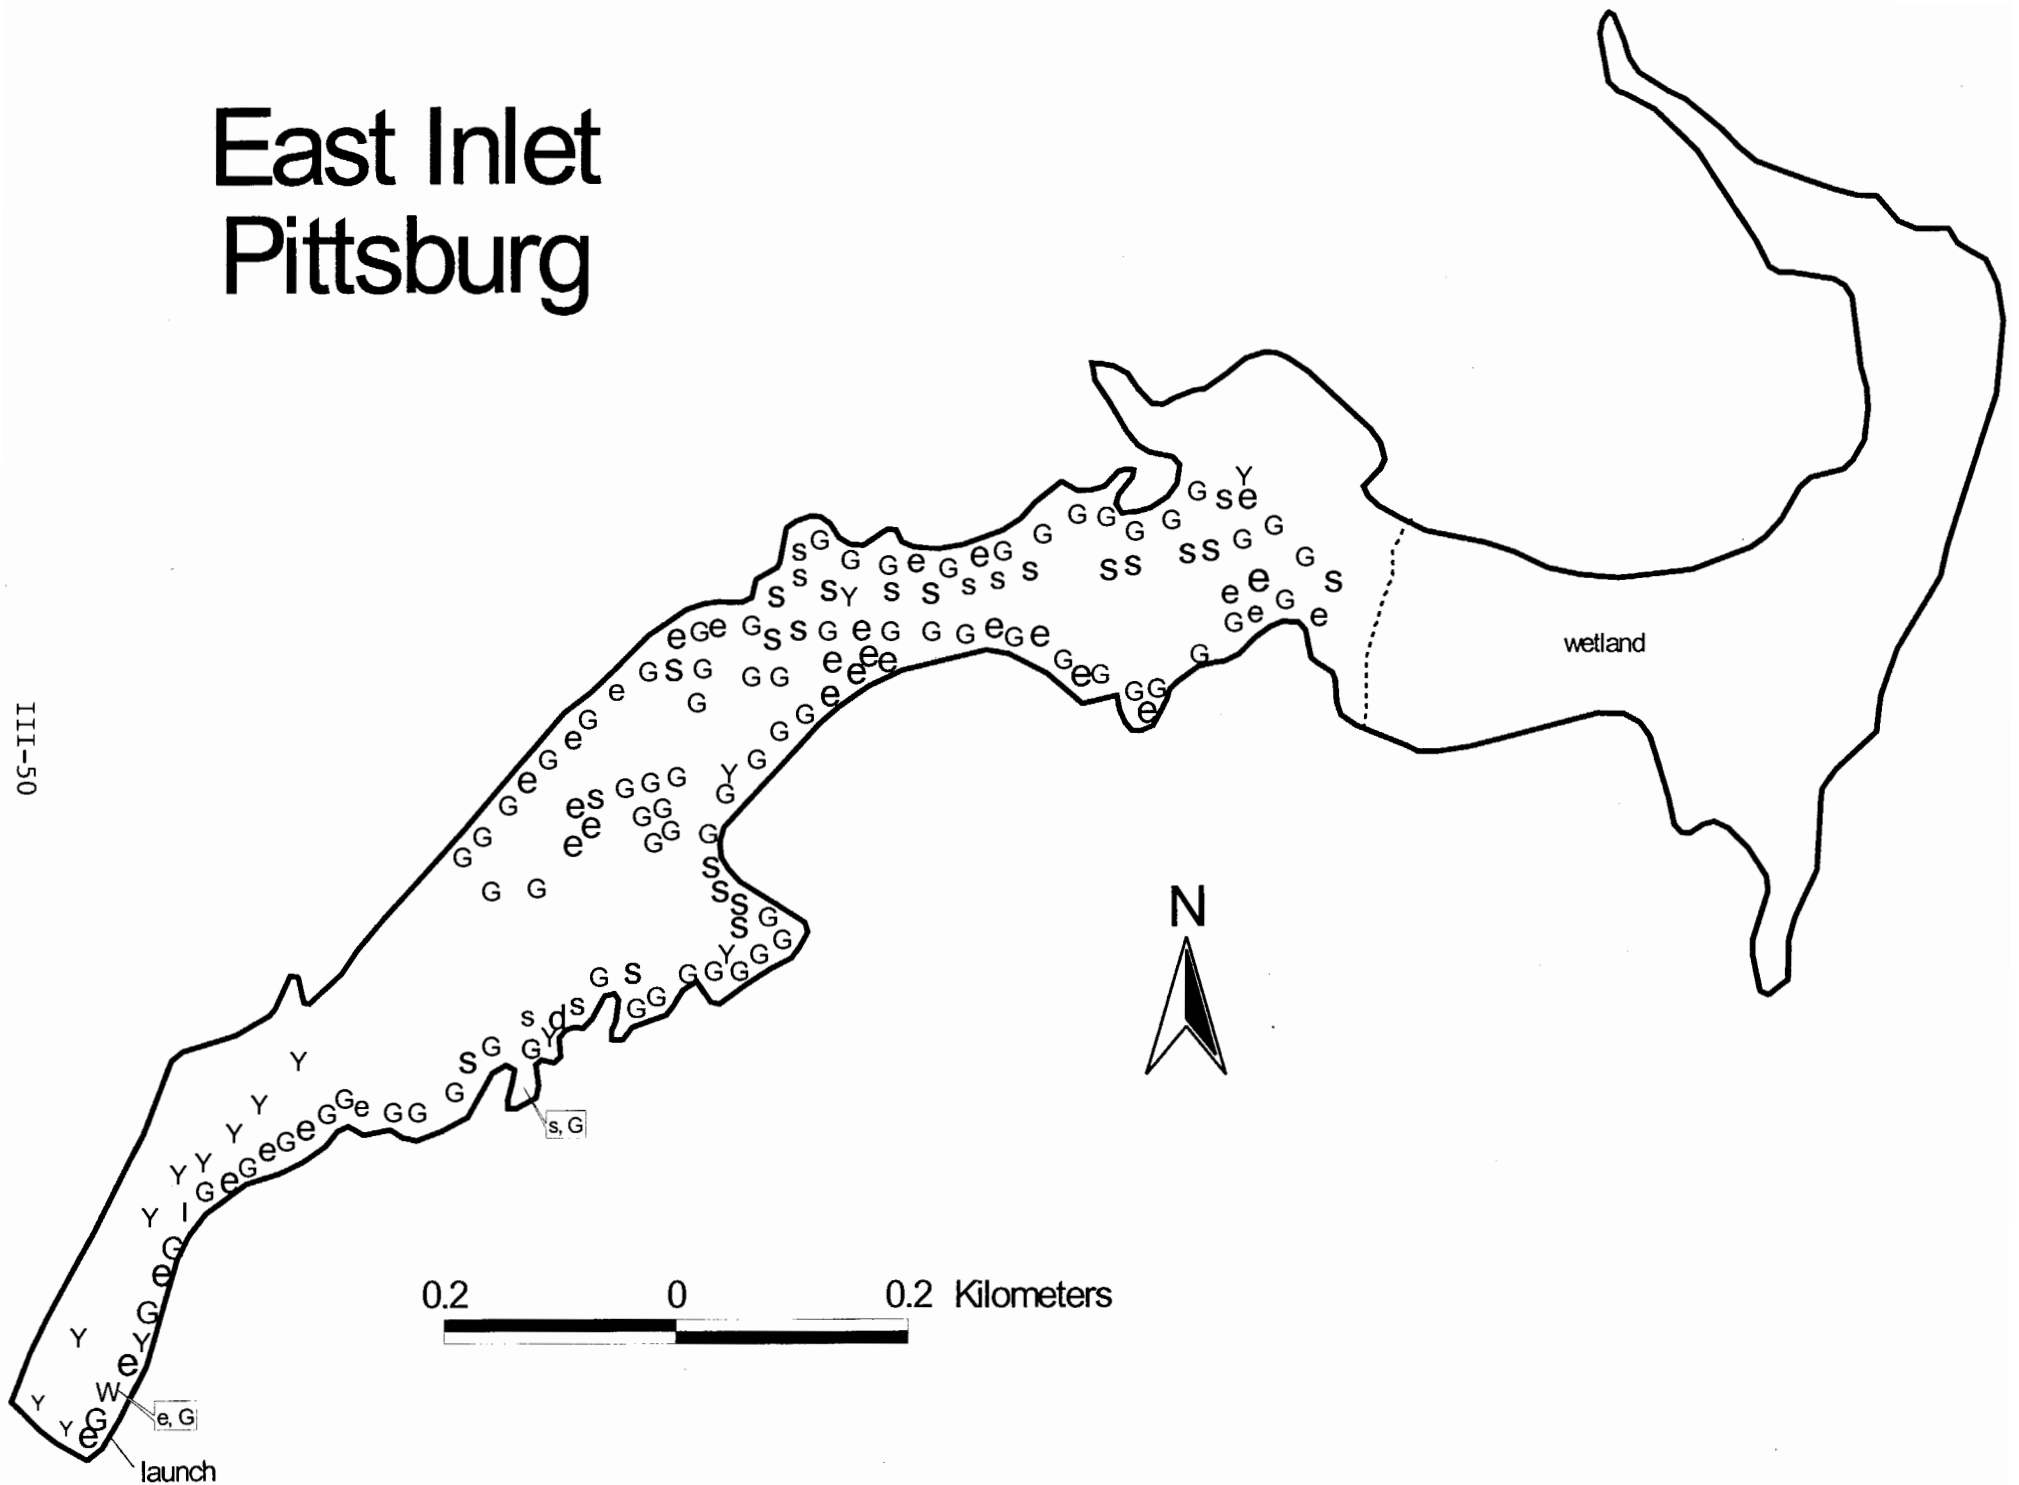 East Inlet
Pittsburg
Y
G s e
G G G G G
s G G G e G e G G G G
s s s s s s s s s s s s s G s
s s Y e e G e
e G e G s s G e G G G e G e G e
wetland
e G s G G G e e e e G e G G
G G e G G e
e G e G G
G e G Y G
G e s G G G G
G G e e G G G G G
G G s
s
s G
s G
Y G
G s G G G G
s Y d s G G
s G G
Y G s, G
Y G G e G G
Y G e G e G e
Y Y G e
Y I
G
e
G
Y Y
e
W
Y e, G
Y e G
launch
N
0.2 0 0.2 Kilometers
III-50